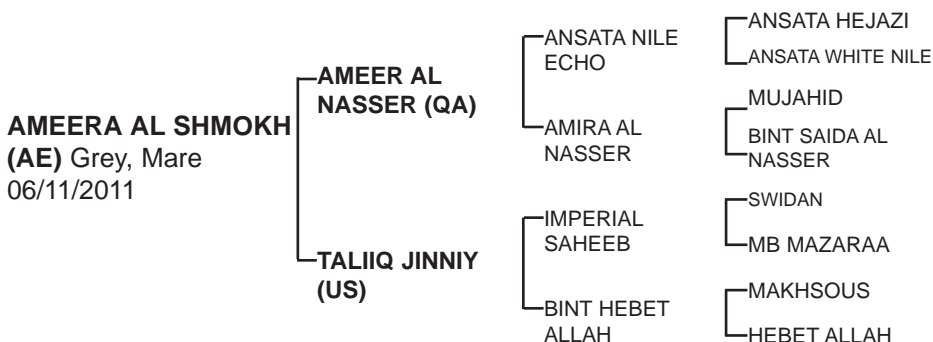 AMEERA AL SHMOKH
(AE) Grey, Mare
06/11/2011
AMEER AL
NASSER (QA)
TALIIQ JINNIY
(US)
ANSATA NILE
ECHO
AMIRA AL
NASSER
IMPERIAL
SAHEEB
BINT HEBET
ALLAH
ANSATA HEJAZI
ANSATA WHITE NILE
MUJAHID
BINT SAIDA AL
NASSER
SWIDAN
MB MAZARAA
MAKHSOUS
HEBET ALLAH